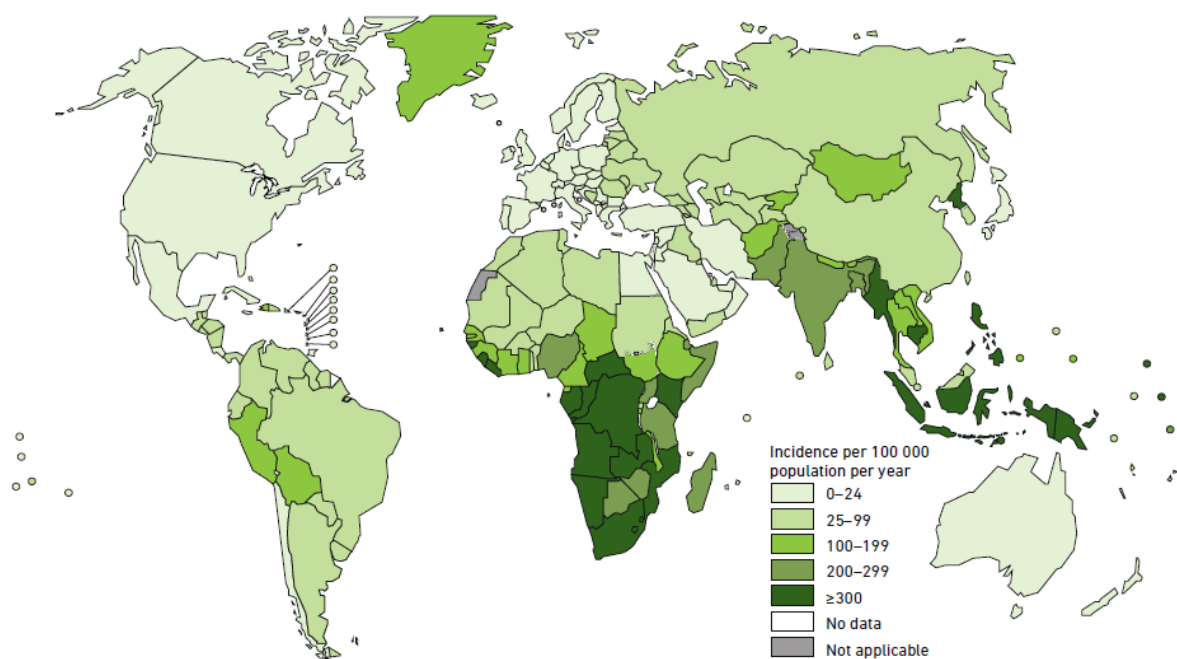 Incidence per 100 000
population per year
0–24
25–99
100–199
200–299
≥300
No data
Not applicable